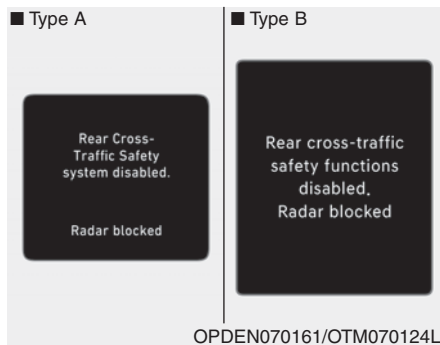 ■ Type A
Rear Cross-
Traffic Safety
system disabled.
Radar blocked
■ Type B
Rear cross-traffic
safety functions
disabled.
Radar blocked
OPDEN070161/OTM070124L